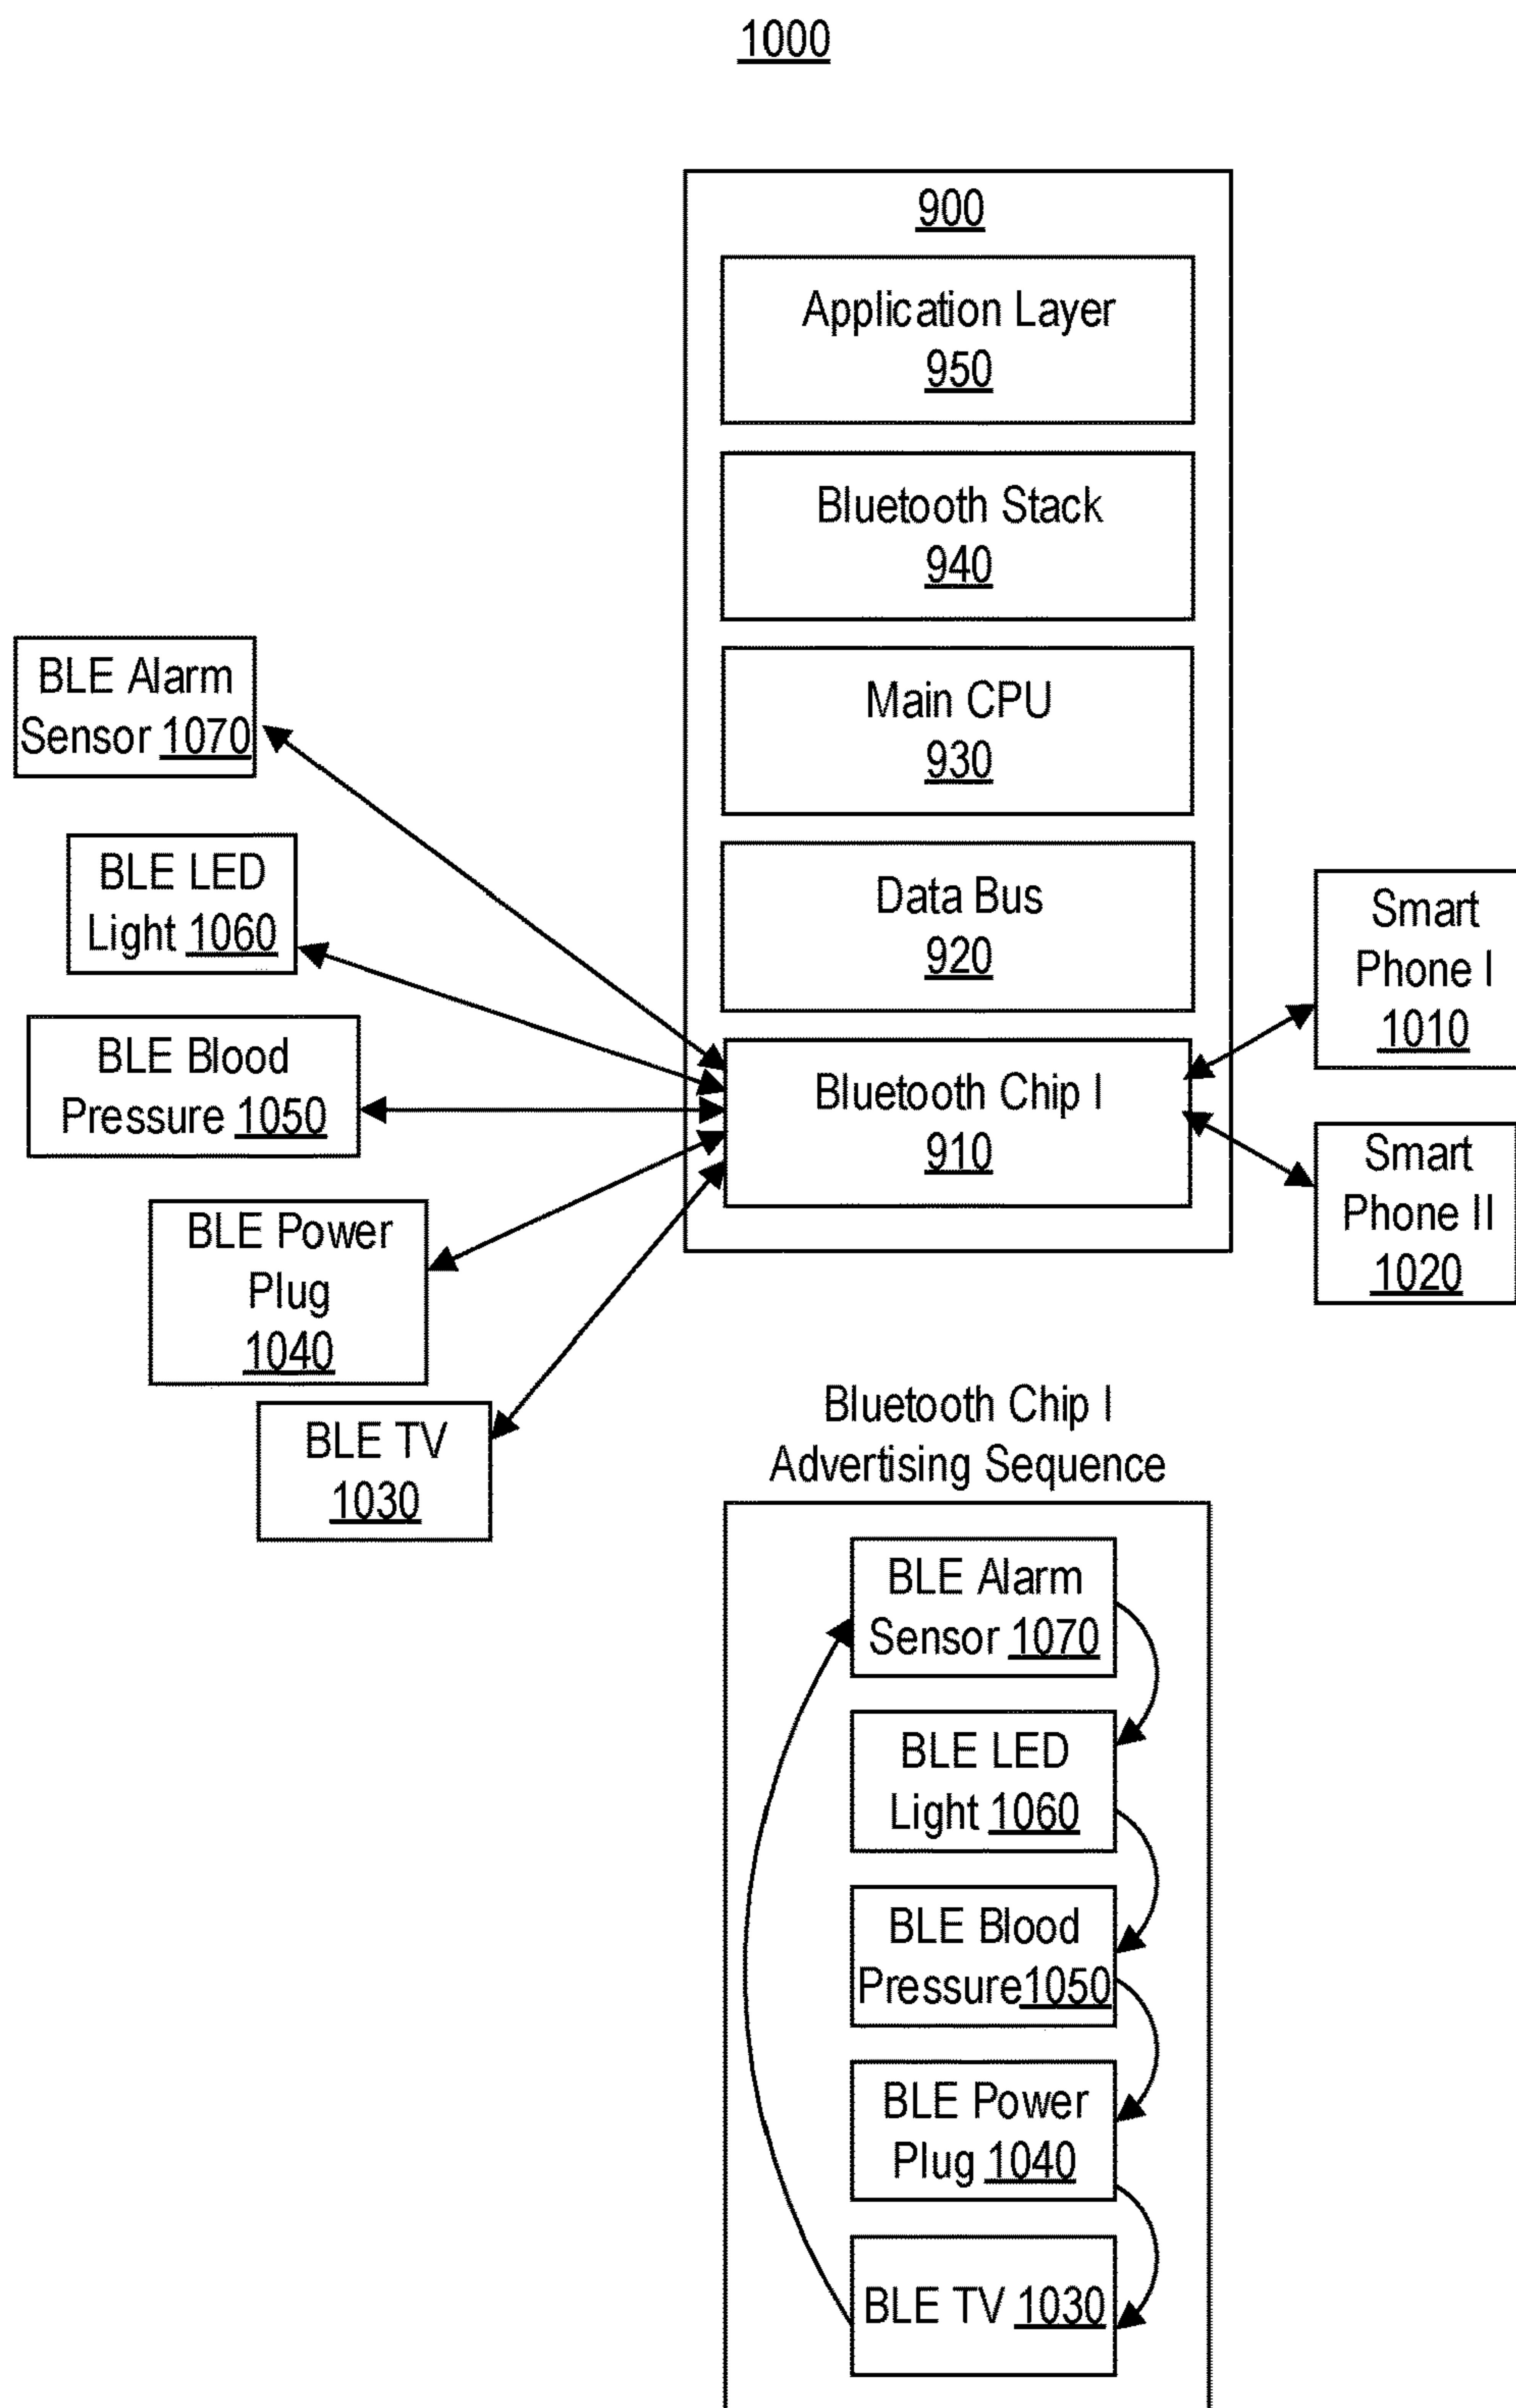 1000
900
Application Layer
950
Bluetooth Stack
940
Main CPU
930
Data Bus
920
Bluetooth Chip I
910
BLE Alarm
Sensor 1070
BLE LED
Light 1060
BLE Blood
Pressure 1050
BLE Power
Plug
1040
BLE TV
1030
Smart
Phone I
1010
Smart
Phone II
1020
Bluetooth Chip I
Advertising Sequence
BLE Alarm
Sensor 1070
BLE LED
Light 1060
BLE Blood
Pressure1050
BLE Power
Plug 1040
BLE TV 1030